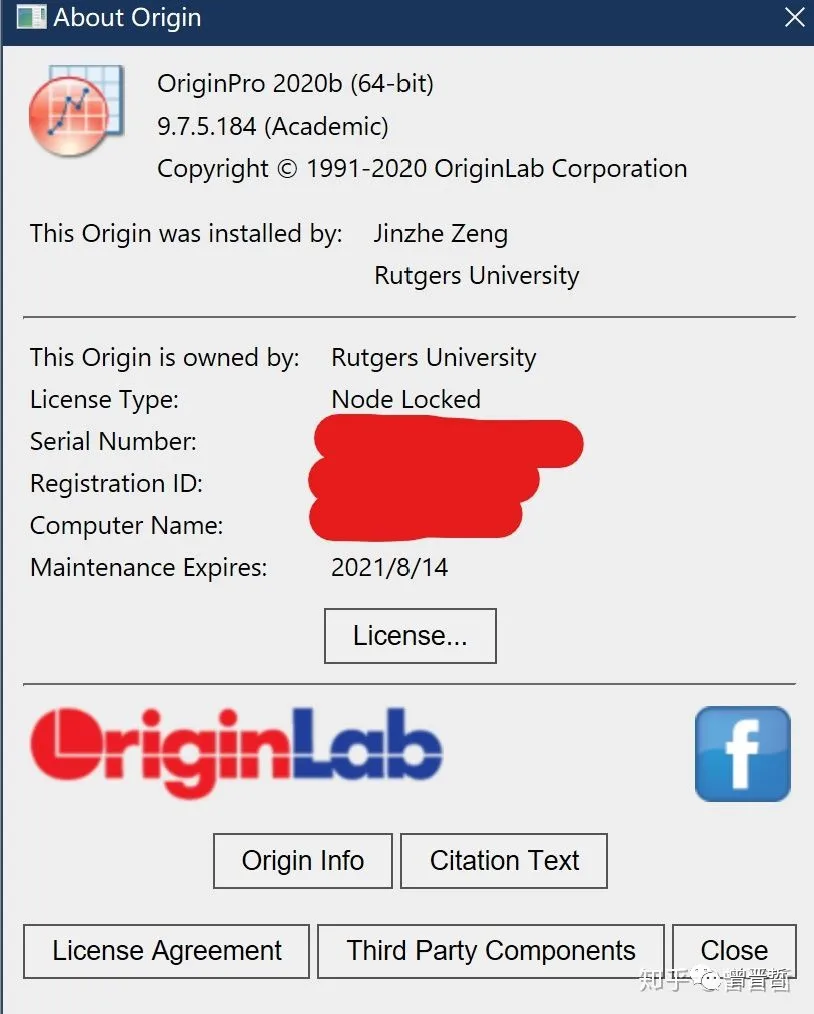 About Origin
OriginPro 2020b (64-bit)
9.7.5.184 (Academic)
Copyright © 1991-2020 OriginLab Corporation
This Origin was installed by: Jinzhe Zeng
Rutgers University
This Origin is owned by: Rutgers University
License Type: Node Locked
Serial Number:
Registration ID:
Computer Name:
Maintenance Expires: 2021/8/14
License...
OriginLab
f
Origin Info Citation Text
License Agreement Third Party Components Close
知乎 @曾晋哲